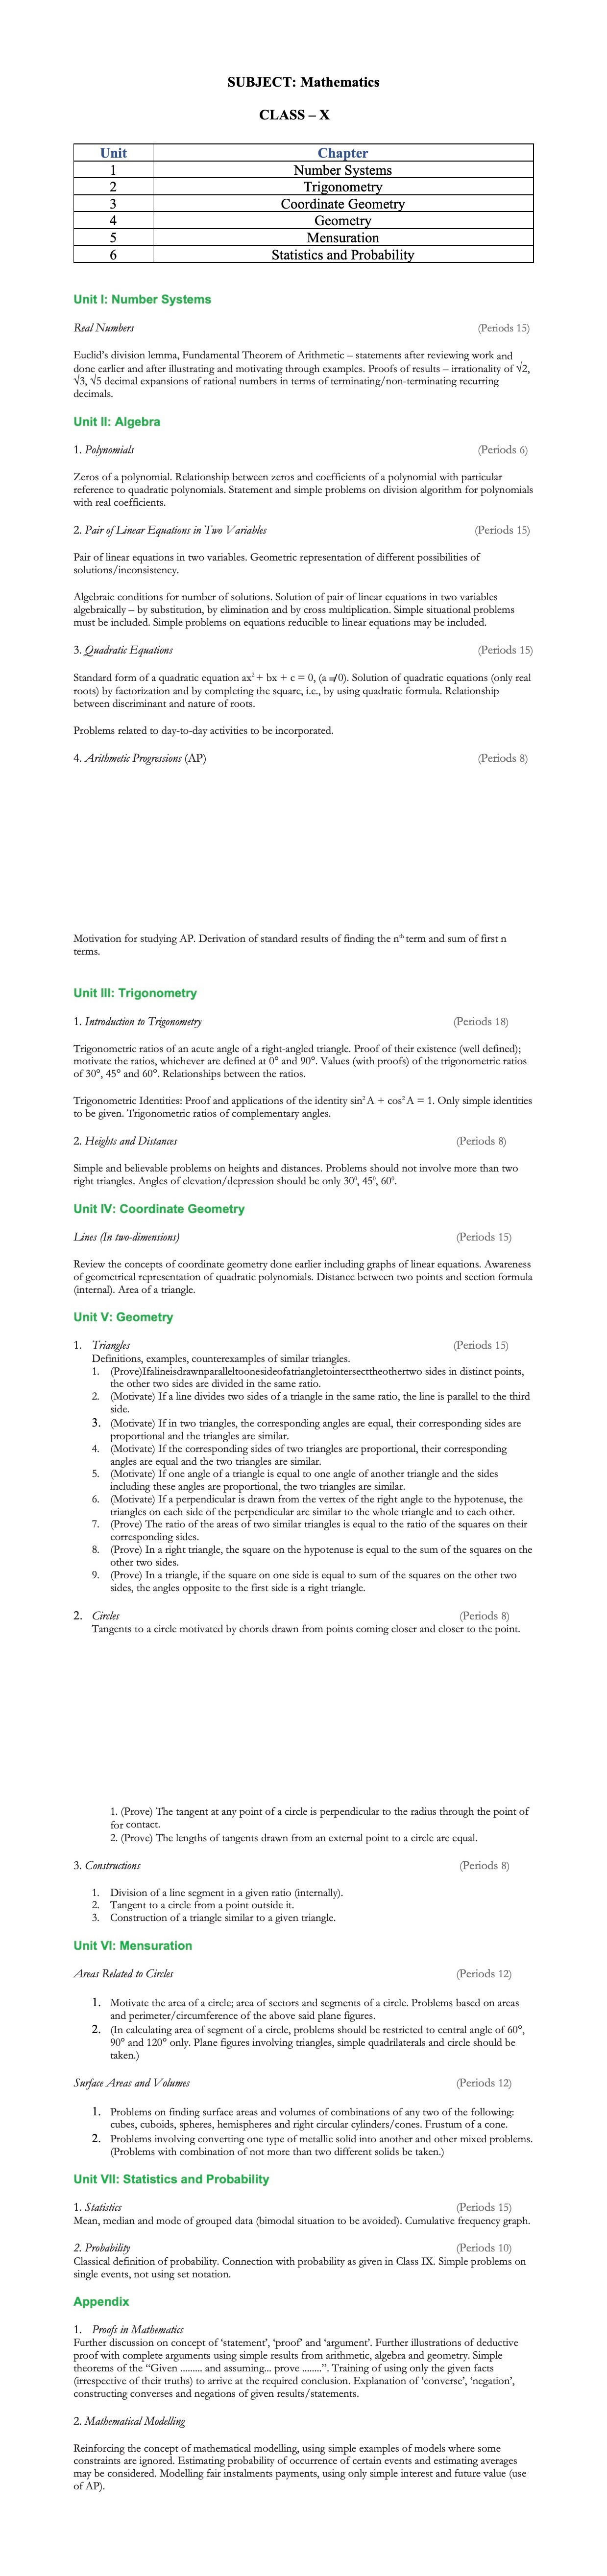 SUBJECT: Mathematics
CLASS – X
Unit Chapter
1 Number Systems
2 Trigonometry
3 Coordinate Geometry
4 Geometry
5 Mensuration
6 Statistics and Probability
Unit I: Number Systems
Real Numbers (Periods 15)
Euclid's division lemma, Fundamental Theorem of Arithmetic – statements after reviewing work and
done earlier and after illustrating and motivating through examples. Proofs of results – irrationality of √2,
√3, √5 decimal expansions of rational numbers in terms of terminating/non-terminating recurring
decimals.
Unit II: Algebra
1. Polynomials (Periods 6)
Zeros of a polynomial. Relationship between zeros and coefficients of a polynomial with particular
reference to quadratic polynomials. Statement and simple problems on division algorithm for polynomials
with real coefficients.
2. Pair of Linear Equations in Two Variables (Periods 15)
Pair of linear equations in two variables. Geometric representation of different possibilities of
solutions/inconsistency.
Algebraic conditions for number of solutions. Solution of pair of linear equations in two variables
algebraically – by substitution, by elimination and by cross multiplication. Simple situational problems
must be included. Simple problems on equations reducible to linear equations may be included.
3. Quadratic Equations (Periods 15)
Standard form of a quadratic equation ax² + bx + c = 0, (a ≠ 0). Solution of quadratic equations (only real
roots) by factorization and by completing the square, i.e., by using quadratic formula. Relationship
between discriminant and nature of roots.
Problems related to day-to-day activities to be incorporated.
4. Arithmetic Progressions (AP) (Periods 8)
Motivation for studying AP. Derivation of standard results of finding the nᵗʰ term and sum of first n
terms.
Unit III: Trigonometry
1. Introduction to Trigonometry (Periods 18)
Trigonometric ratios of an acute angle of a right-angled triangle. Proof of their existence (well defined);
motivate the ratios, whichever are defined at 0° and 90°. Values (with proofs) of the trigonometric ratios
of 30°, 45° and 60°. Relationships between the ratios.
Trigonometric Identities: Proof and applications of the identity sin² A + cos² A = 1. Only simple identities
to be given. Trigonometric ratios of complementary angles.
2. Heights and Distances (Periods 8)
Simple and believable problems on heights and distances. Problems should not involve more than two
right triangles. Angles of elevation/depression should be only 30⁰, 45⁰, 60⁰.
Unit IV: Coordinate Geometry
Lines (In two-dimensions) (Periods 15)
Review the concepts of coordinate geometry done earlier including graphs of linear equations. Awareness
of geometrical representation of quadratic polynomials. Distance between two points and section formula
(internal). Area of a triangle.
Unit V: Geometry
1. Triangles (Periods 15)
Definitions, examples, counterexamples of similar triangles.
1. (Prove)Ifalineisdrawnparalleltoonesideofatriangletointersecttheothertwo sides in distinct points,
the other two sides are divided in the same ratio.
2. (Motivate) If a line divides two sides of a triangle in the same ratio, the line is parallel to the third
side.
3. (Motivate) If in two triangles, the corresponding angles are equal, their corresponding sides are
proportional and the triangles are similar.
4. (Motivate) If the corresponding sides of two triangles are proportional, their corresponding
angles are equal and the two triangles are similar.
5. (Motivate) If one angle of a triangle is equal to one angle of another triangle and the sides
including these angles are proportional, the two triangles are similar.
6. (Motivate) If a perpendicular is drawn from the vertex of the right angle to the hypotenuse, the
triangles on each side of the perpendicular are similar to the whole triangle and to each other.
7. (Prove) The ratio of the areas of two similar triangles is equal to the ratio of the squares on their
corresponding sides.
8. (Prove) In a right triangle, the square on the hypotenuse is equal to the sum of the squares on the
other two sides.
9. (Prove) In a triangle, if the square on one side is equal to sum of the squares on the other two
sides, the angles opposite to the first side is a right triangle.
2. Circles (Periods 8)
Tangents to a circle motivated by chords drawn from points coming closer and closer to the point.
1. (Prove) The tangent at any point of a circle is perpendicular to the radius through the point of
for contact.
2. (Prove) The lengths of tangents drawn from an external point to a circle are equal.
3. Constructions (Periods 8)
1. Division of a line segment in a given ratio (internally).
2. Tangent to a circle from a point outside it.
3. Construction of a triangle similar to a given triangle.
Unit VI: Mensuration
Areas Related to Circles (Periods 12)
1. Motivate the area of a circle; area of sectors and segments of a circle. Problems based on areas
and perimeter/circumference of the above said plane figures.
2. (In calculating area of segment of a circle, problems should be restricted to central angle of 60°,
90° and 120° only. Plane figures involving triangles, simple quadrilaterals and circle should be
taken.)
Surface Areas and Volumes (Periods 12)
1. Problems on finding surface areas and volumes of combinations of any two of the following:
cubes, cuboids, spheres, hemispheres and right circular cylinders/cones. Frustum of a cone.
2. Problems involving converting one type of metallic solid into another and other mixed problems.
(Problems with combination of not more than two different solids be taken.)
Unit VII: Statistics and Probability
1. Statistics (Periods 15)
Mean, median and mode of grouped data (bimodal situation to be avoided). Cumulative frequency graph.
2. Probability (Periods 10)
Classical definition of probability. Connection with probability as given in Class IX. Simple problems on
single events, not using set notation.
Appendix
1. Proofs in Mathematics
Further discussion on concept of 'statement', 'proof' and 'argument'. Further illustrations of deductive
proof with complete arguments using simple results from arithmetic, algebra and geometry. Simple
theorems of the "Given ......... and assuming... prove ........". Training of using only the given facts
(irrespective of their truths) to arrive at the required conclusion. Explanation of 'converse', 'negation',
constructing converses and negations of given results/statements.
2. Mathematical Modelling
Reinforcing the concept of mathematical modelling, using simple examples of models where some
constraints are ignored. Estimating probability of occurrence of certain events and estimating averages
may be considered. Modelling fair instalments payments, using only simple interest and future value (use
of AP).